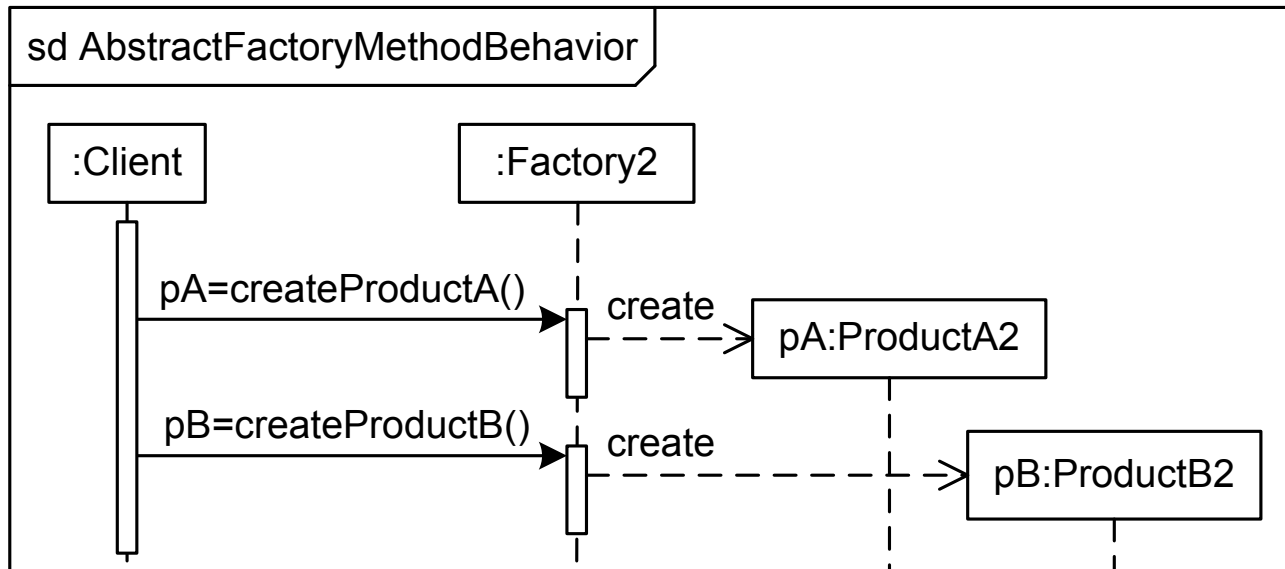 sd AbstractFactoryMethodBehavior
:Client
:Factory2
pA=createProductA()
create
pA:ProductA2
pB=createProductB()
create
pB:ProductB2